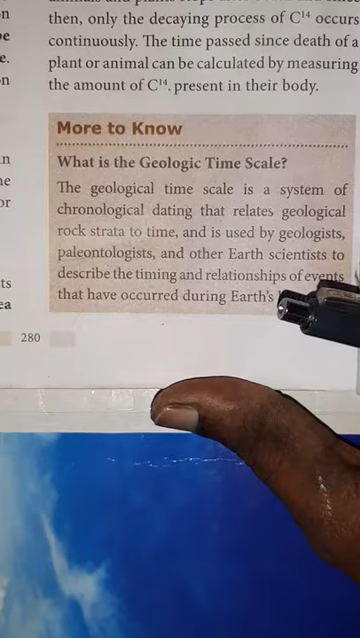 then, only the decaying process of C¹⁴ occurs
continuously. The time passed since death of a
plant or animal can be calculated by measuring
the amount of C¹⁴. present in their body.
More to Know
What is the Geologic Time Scale?
The geological time scale is a system of
chronological dating that relates geological
rock strata to time, and is used by geologists,
paleontologists, and other Earth scientists to
describe the timing and relationships of events
that have occurred during Earth's
280